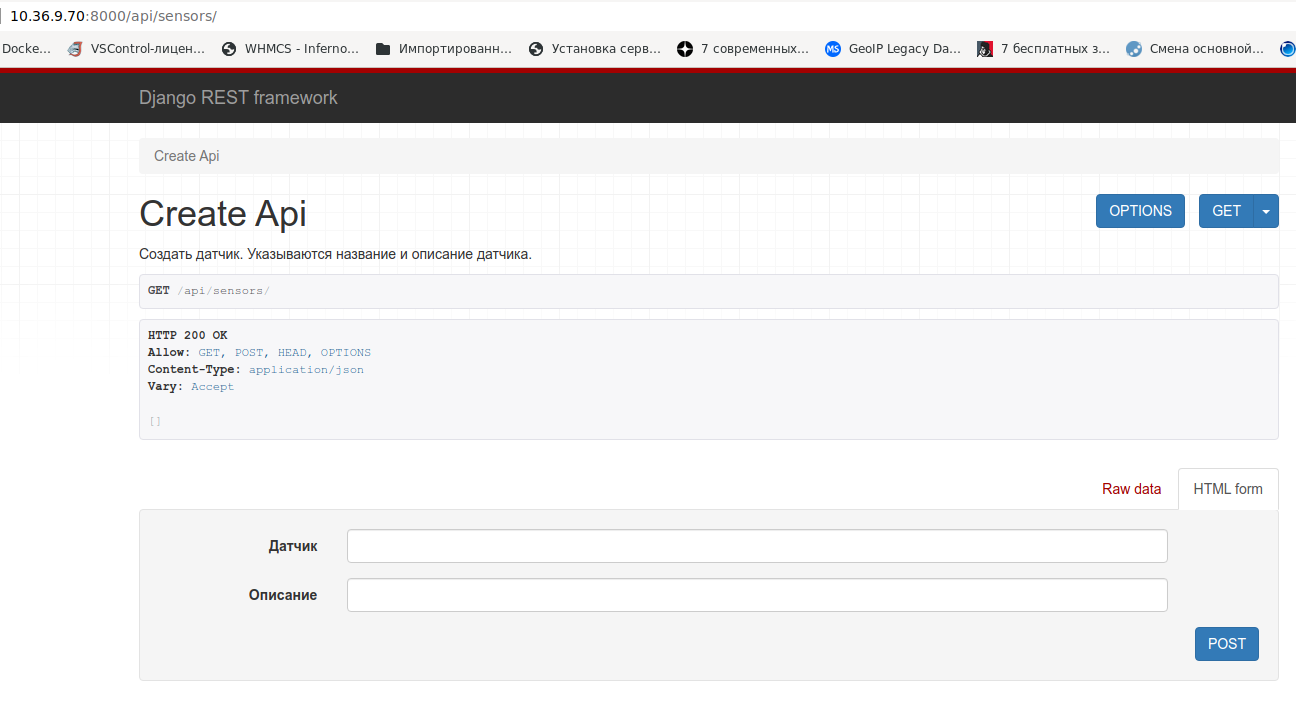 10.36.9.70:8000/api/sensors/
Docke... VSControl-лицен... WHMCS - Inferno... Импортированн... Установка серв... 7 современных... GeoIP Legacy Da... 7 бесплатных з... Смена основной...
Django REST framework
Create Api
Create Api
OPTIONS GET
Создать датчик. Указываются название и описание датчика.
GET /api/sensors/
HTTP 200 OK
Allow: GET, POST, HEAD, OPTIONS
Content-Type: application/json
Vary: Accept
[]
Raw data HTML form
Датчик
Описание
POST